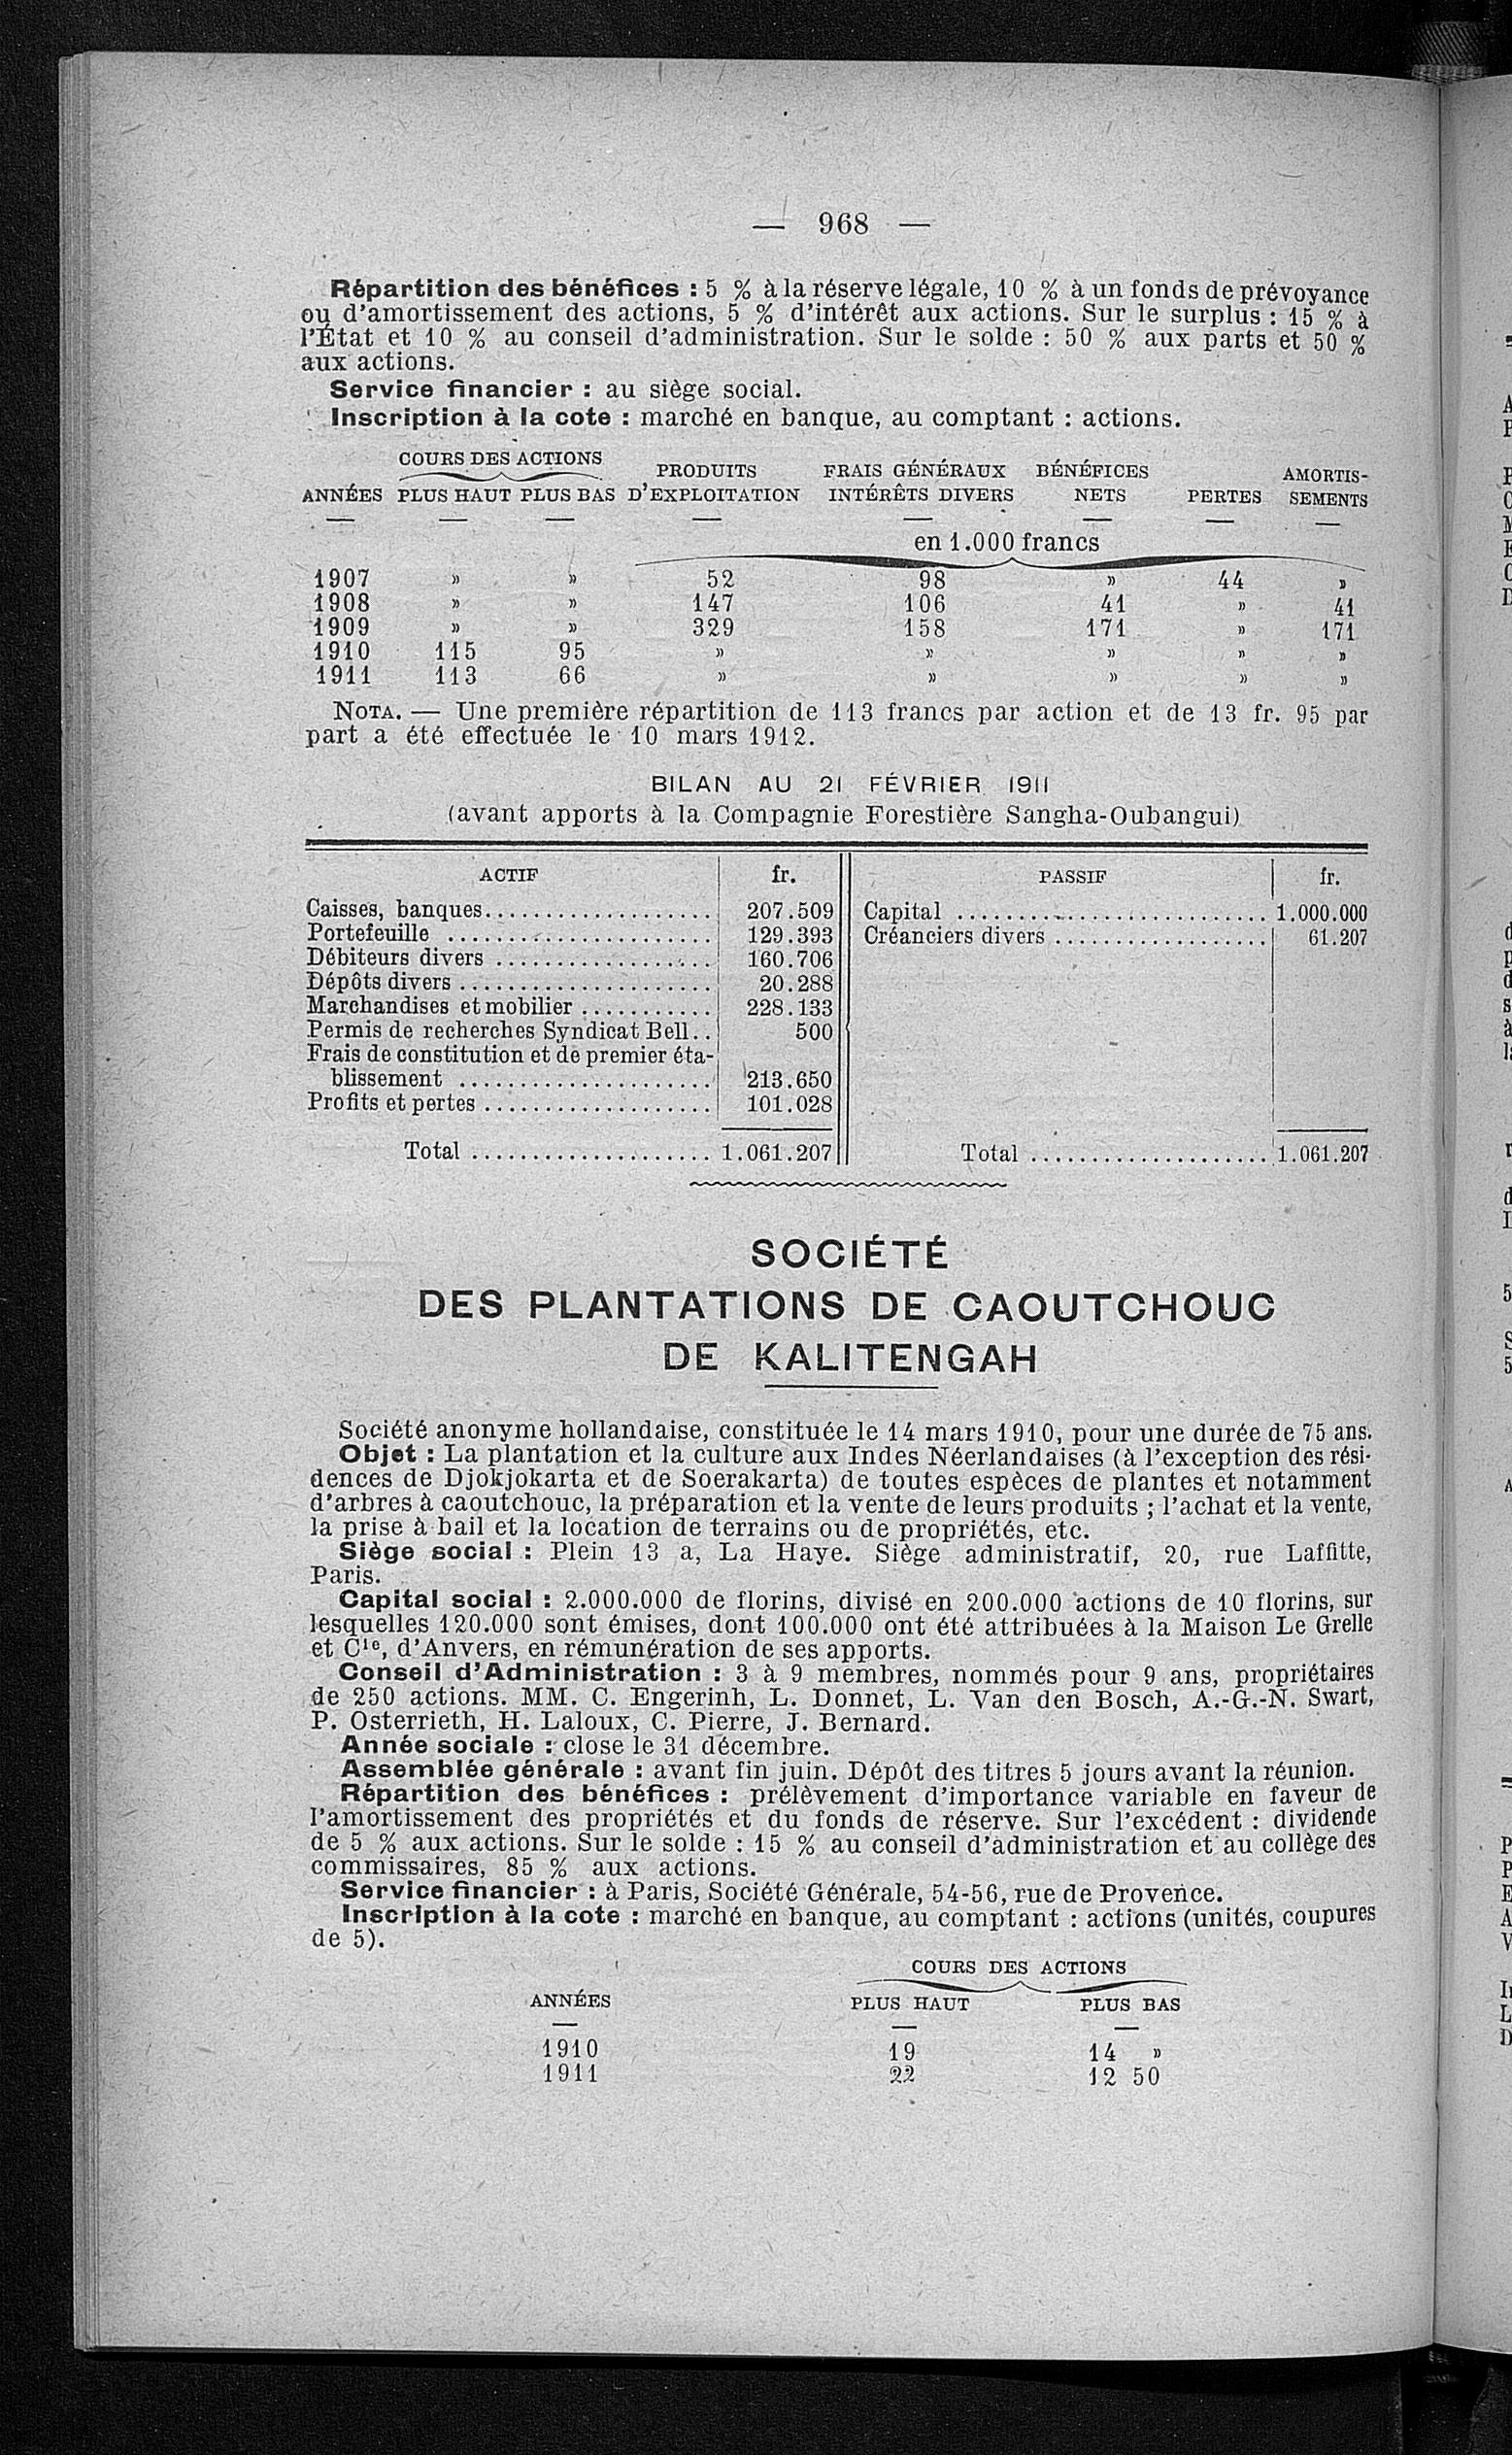 — 968 —
Répartition des bénéfices : 5 % à la réserve légale, 10 % à un fonds de prévoyance
ou d'amortissement des actions, 5 % d'intérêt aux actions. Sur le surplus : 15 % à
l'État et 10 % au conseil d'administration. Sur le solde : 50 % aux parts et 50 %
aux actions.
Service financier : au siège social.
Inscription à la cote : marché en banque, au comptant : actions.
COURS DES ACTIONS PRODUITS FRAIS GÉNÉRAUX BÉNÉFICES AMORTIS-
ANNÉES PLUS HAUT PLUS BAS D'EXPLOITATION INTÉRÊTS DIVERS NETS PERTES SEMENTS
en 1.000 francs
1907 » » 52 98 » 44 »
1908 » » 147 106 41 » 41
1909 » » 329 158 171 » 171
1910 115 95 » » » » »
1911 113 66 » » » » »
NOTA. — Une première répartition de 113 francs par action et de 13 fr. 95 par
part a été effectuée le 10 mars 1912.
BILAN AU 21 FÉVRIER 1911
(avant apports à la Compagnie Forestière Sangha-Oubangui)
ACTIF fr. PASSIF fr.
Caisses, banques................... 207.509 Capital .......................... 1.000.000
Portefeuille ...................... 129.393 Créanciers divers .................. 61.207
Débiteurs divers .................. 160.706
Dépôts divers ..................... 20.288
Marchandises et mobilier ........... 228.133
Permis de recherches Syndicat Bell.. 500
Frais de constitution et de premier éta-
blissement ..................... 213.650
Profits et pertes ................... 101.028
Total .................... 1.061.207 Total .................... 1.061.207
SOCIÉTÉ
DES PLANTATIONS DE CAOUTCHOUC
DE KALITENGAH
Société anonyme hollandaise, constituée le 14 mars 1910, pour une durée de 75 ans.
Objet : La plantation et la culture aux Indes Néerlandaises (à l'exception des rési-
dences de Djokjokarta et de Soerakarta) de toutes espèces de plantes et notamment
d'arbres à caoutchouc, la préparation et la vente de leurs produits ; l'achat et la vente,
la prise à bail et la location de terrains ou de propriétés, etc.
Siège social : Plein 13 a, La Haye. Siège administratif, 20, rue Laffitte,
Paris.
Capital social : 2.000.000 de florins, divisé en 200.000 actions de 10 florins, sur
lesquelles 120.000 sont émises, dont 100.000 ont été attribuées à la Maison Le Grelle
et Cie, d'Anvers, en rémunération de ses apports.
Conseil d'Administration : 3 à 9 membres, nommés pour 9 ans, propriétaires
de 250 actions. MM. C. Engerinh, L. Donnet, L. Van den Bosch, A.-G.-N. Swart,
P. Osterrieth, H. Laloux, C. Pierre, J. Bernard.
Année sociale : close le 31 décembre.
Assemblée générale : avant fin juin. Dépôt des titres 5 jours avant la réunion.
Répartition des bénéfices : prélèvement d'importance variable en faveur de
l'amortissement des propriétés et du fonds de réserve. Sur l'excédent : dividende
de 5 % aux actions. Sur le solde : 15 % au conseil d'administration et au collège des
commissaires, 85 % aux actions.
Service financier : à Paris, Société Générale, 54-56, rue de Provence.
Inscription à la cote : marché en banque, au comptant : actions (unités, coupures
de 5).
COURS DES ACTIONS
ANNÉES PLUS HAUT PLUS BAS
1910 19 14 »
1911 22 12 50